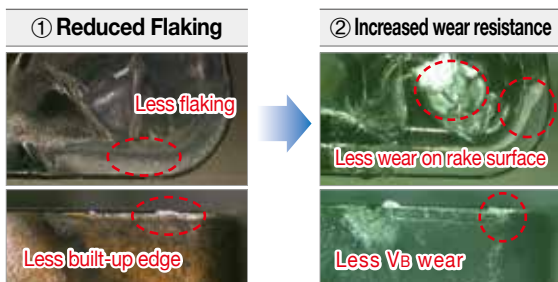 ① Reduced Flaking
② Increased wear resistance
Less flaking
Less wear on rake surface
Less built-up edge
Less VB wear